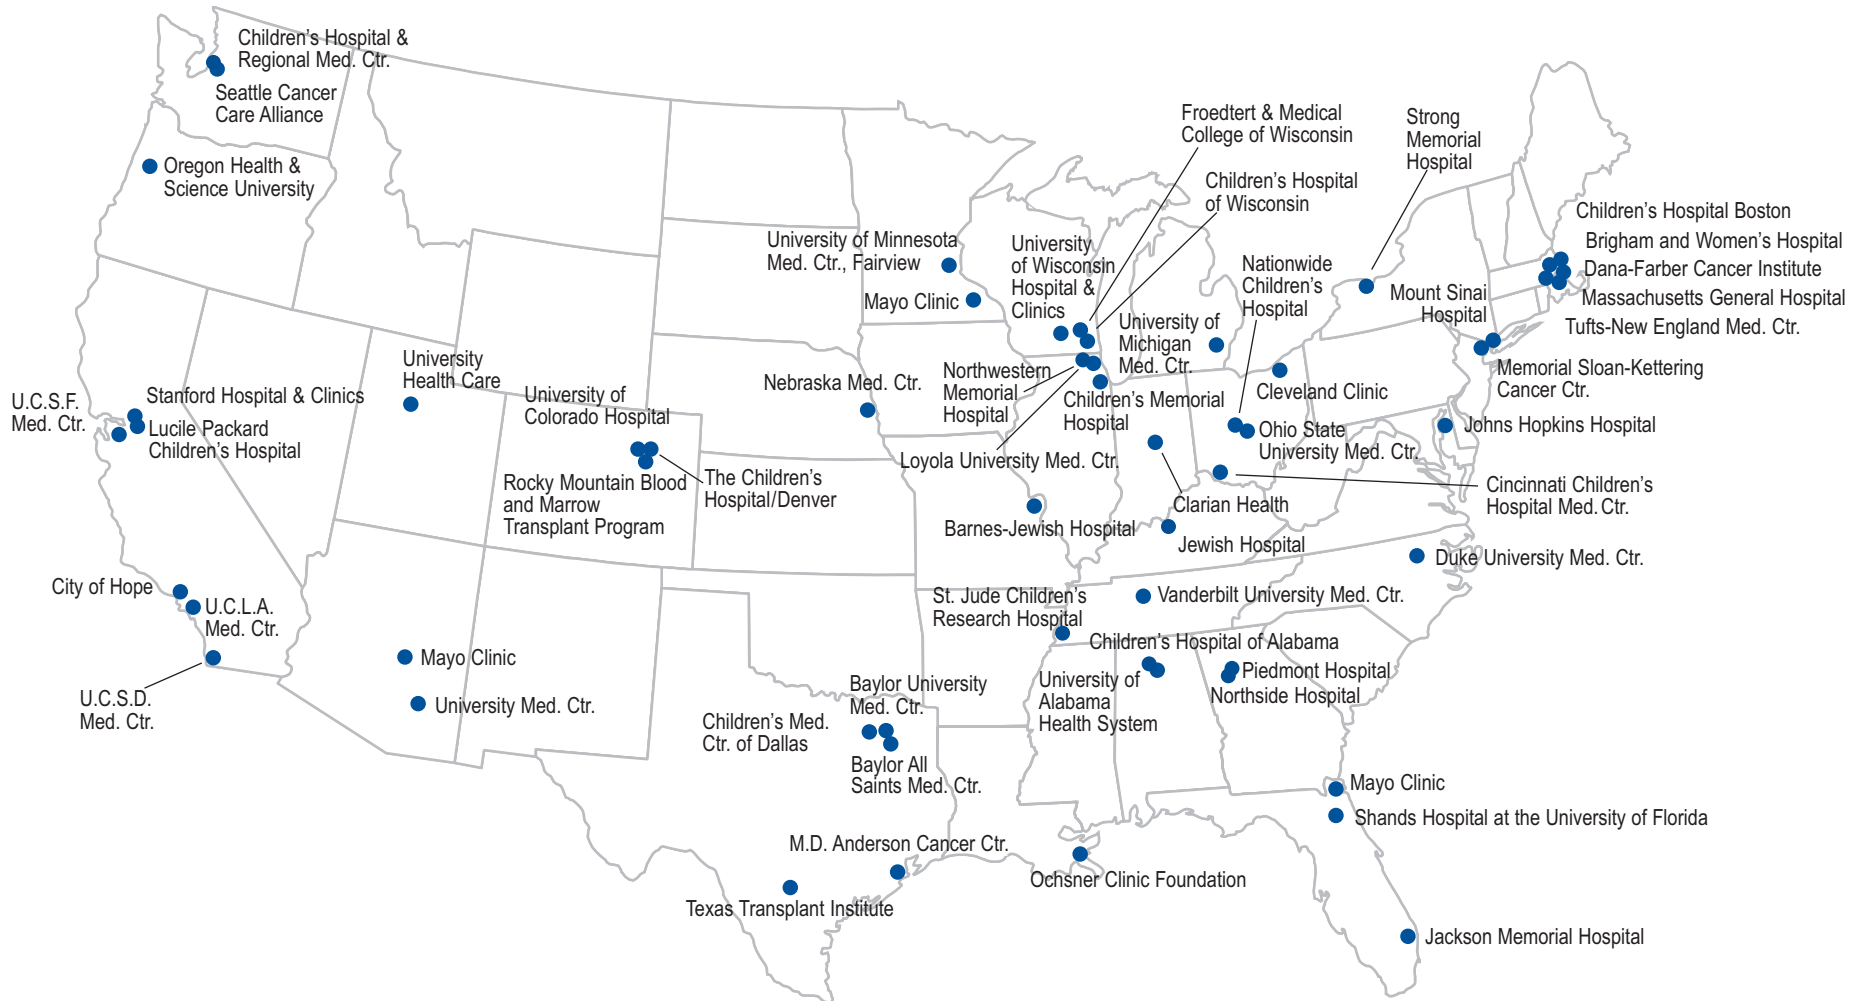 Children's Hospital &
Regional Med. Ctr.
Seattle Cancer
Care Alliance
Oregon Health &
Science University
U.C.S.F.
Med. Ctr.
Stanford Hospital & Clinics
Lucile Packard
Children's Hospital
City of Hope
U.C.L.A.
Med. Ctr.
U.C.S.D.
Med. Ctr.
University
Health Care
University of
Colorado Hospital
Rocky Mountain Blood
and Marrow
Transplant Program
The Children's
Hospital/Denver
Mayo Clinic
University Med. Ctr.
University of Minnesota
Med. Ctr., Fairview
Mayo Clinic
Nebraska Med. Ctr.
University
of Wisconsin
Hospital &
Clinics
Froedtert & Medical
College of Wisconsin
Children's Hospital
of Wisconsin
Northwestern
Memorial
Hospital
Loyola University Med. Ctr.
Children's Memorial
Hospital
University of
Michigan
Med. Ctr.
Nationwide
Children's
Hospital
Cleveland Clinic
Ohio State
University Med. Ctr.
Cincinnati Children's
Hospital Med. Ctr.
Clarian Health
Jewish Hospital
Barnes-Jewish Hospital
Strong
Memorial
Hospital
Children's Hospital Boston
Brigham and Women's Hospital
Dana-Farber Cancer Institute
Massachusetts General Hospital
Tufts-New England Med. Ctr.
Mount Sinai
Hospital
Memorial Sloan-Kettering
Cancer Ctr.
Johns Hopkins Hospital
Duke University Med. Ctr.
Vanderbilt University Med. Ctr.
St. Jude Children's
Research Hospital
Children's Hospital of Alabama
University of
Alabama
Health System
Piedmont Hospital
Northside Hospital
Baylor University
Med. Ctr.
Children's Med.
Ctr. of Dallas
Baylor All
Saints Med. Ctr.
M.D. Anderson Cancer Ctr.
Texas Transplant Institute
Ochsner Clinic Foundation
Mayo Clinic
Shands Hospital at the University of Florida
Jackson Memorial Hospital